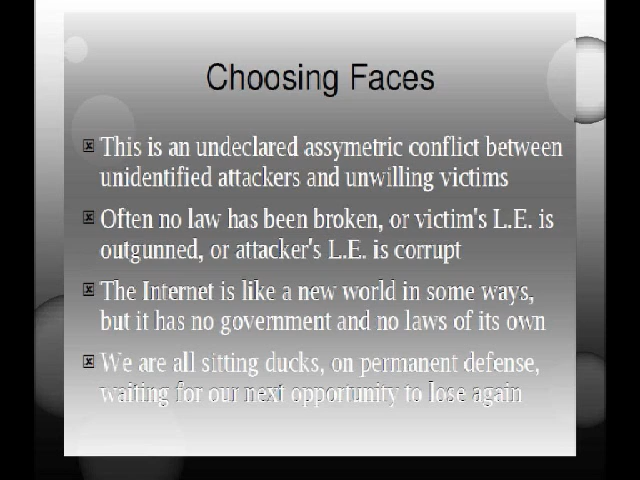 Choosing Faces
This is an undeclared assymetric conflict between
unidentified attackers and unwilling victims
Often no law has been broken, or victim's L.E. is
outgunned, or attacker's L.E. is corrupt
The Internet is like a new world in some ways,
but it has no government and no laws of its own
We are all sitting ducks, on permanent defense,
waiting for our next opportunity to lose again